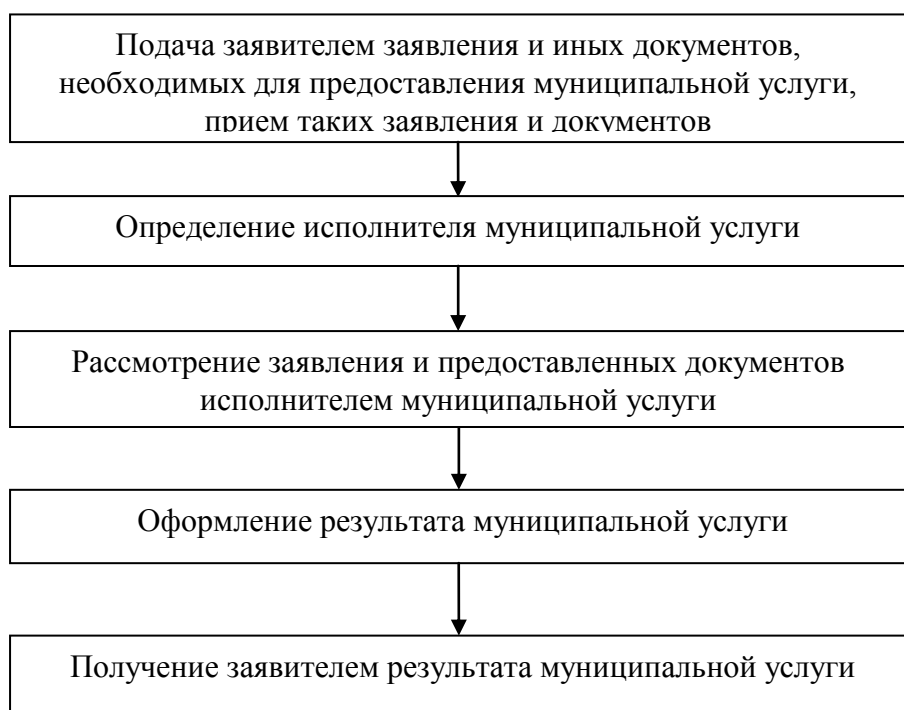 Подача заявителем заявления и иных документов,
необходимых для предоставления муниципальной услуги,
прием таких заявления и документов
Определение исполнителя муниципальной услуги
Рассмотрение заявления и предоставленных документов
исполнителем муниципальной услуги
Оформление результата муниципальной услуги
Получение заявителем результата муниципальной услуги